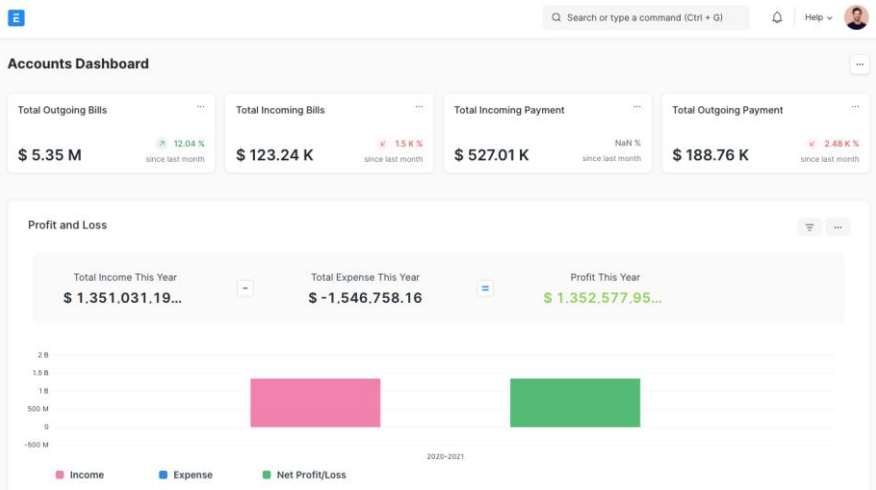 E
Search or type a command (Ctrl + G)
Help
Accounts Dashboard
...
Total Outgoing Bills ...
$ 5.35 M
12.04 %
since last month
Total Incoming Bills ...
$ 123.24 K
1.5 K %
since last month
Total Incoming Payment ...
$ 527.01 K
NaN %
since last month
Total Outgoing Payment ...
$ 188.76 K
2.48 K %
since last month
Profit and Loss
...
Total Income This Year
$ 1,351,031,19...
-
Total Expense This Year
$ -1,546,758.16
=
Profit This Year
$ 1,352,577,95...
2 B
1.5 B
1 B
500 M
0
-500 M
2020-2021
Income Expense Net Profit/Loss